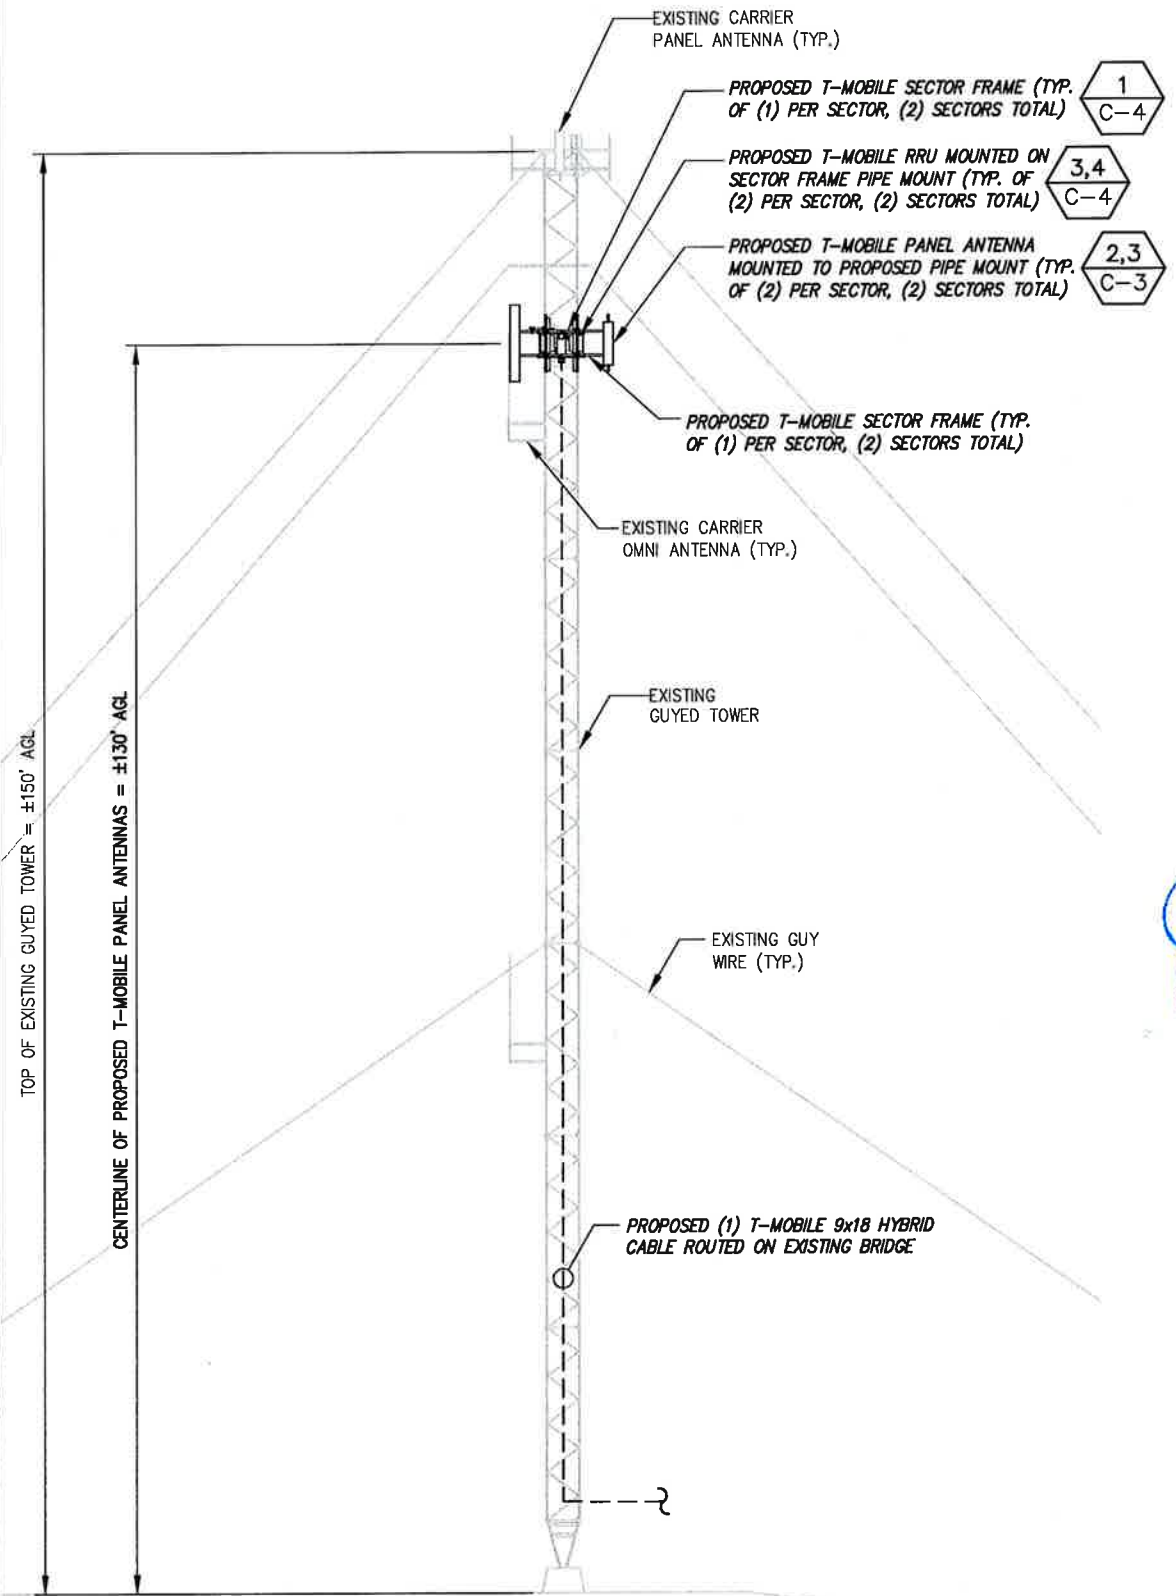 EXISTING CARRIER
PANEL ANTENNA (TYP.)
PROPOSED T-MOBILE SECTOR FRAME (TYP.
OF (1) PER SECTOR, (2) SECTORS TOTAL)
1
C-4
PROPOSED T-MOBILE RRU MOUNTED ON
SECTOR FRAME PIPE MOUNT (TYP. OF
(2) PER SECTOR, (2) SECTORS TOTAL)
3,4
C-4
PROPOSED T-MOBILE PANEL ANTENNA
MOUNTED TO PROPOSED PIPE MOUNT (TYP.
OF (2) PER SECTOR, (2) SECTORS TOTAL)
2,3
C-3
PROPOSED T-MOBILE SECTOR FRAME (TYP.
OF (1) PER SECTOR, (2) SECTORS TOTAL)
EXISTING CARRIER
OMNI ANTENNA (TYP.)
EXISTING
GUYED TOWER
TOP OF EXISTING GUYED TOWER = ±150' AGL
CENTERLINE OF PROPOSED T-MOBILE PANEL ANTENNAS = ±130' AGL
EXISTING GUY
WIRE (TYP.)
PROPOSED (1) T-MOBILE 9x18 HYBRID
CABLE ROUTED ON EXISTING BRIDGE